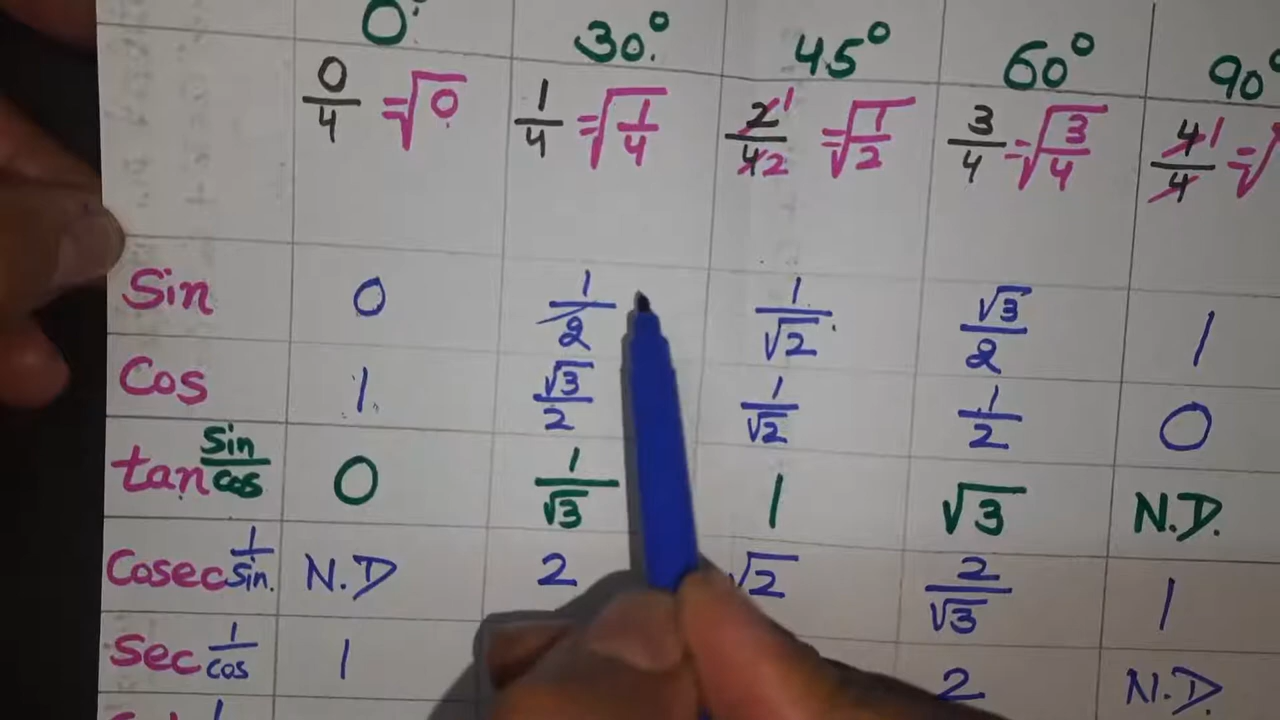 0° 30° 45° 60° 90°
0/4 =√0 1/4 =√1/4 2/4 1/2 =√1/2 3/4 =√3/4 4/4 1 =√
Sin 0 1/2 1/√2 √3/2 1
Cos 1 √3/2 1/√2 1/2 0
tan Sin/cos 0 1/√3 1 √3 N.D.
Cosec 1/Sin. N.D 2 √2 2/√3 1
Sec 1/cos 1 2 N.D.